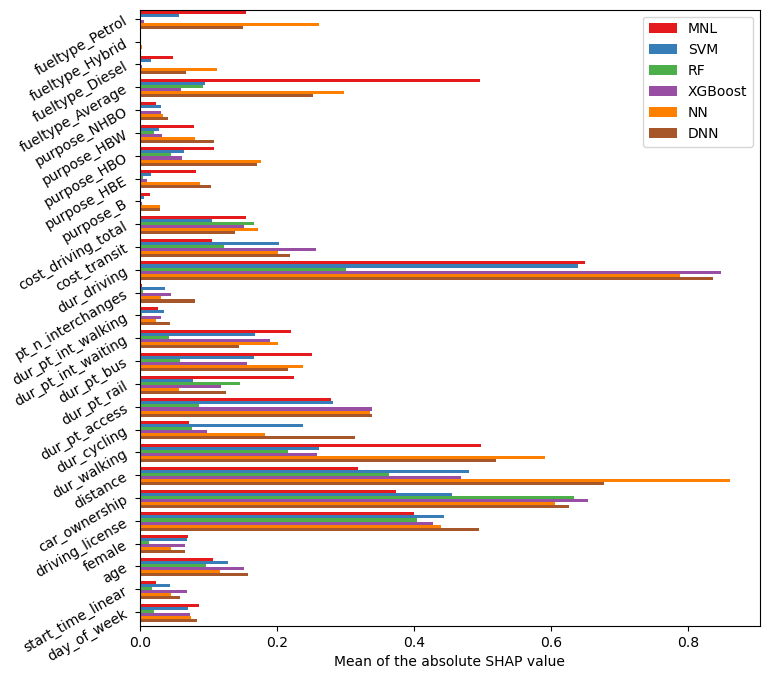 fueltype_Petrol
fueltype_Hybrid
fueltype_Diesel
fueltype_Average
purpose_NHBO
purpose_HBW
purpose_HBO
purpose_HBE
purpose_B
cost_driving_total
cost_transit
dur_driving
pt_n_interchanges
dur_pt_int_walking
dur_pt_int_waiting
dur_pt_bus
dur_pt_rail
dur_pt_access
dur_cycling
dur_walking
distance
car_ownership
driving_license
female
age
start_time_linear
day_of_week
MNL
SVM
RF
XGBoost
NN
DNN
0.0 0.2 0.4 0.6 0.8
Mean of the absolute SHAP value